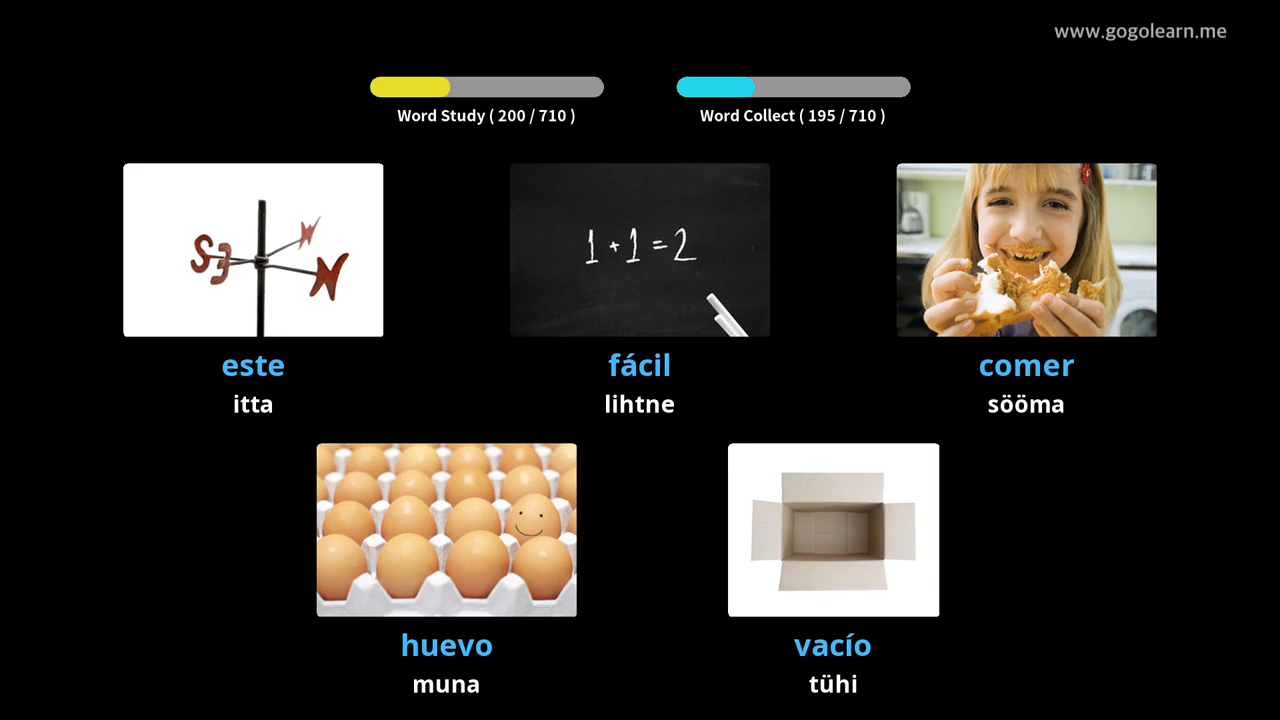 www.gogolearn.me
Word Study ( 200 / 710 )
Word Collect ( 195 / 710 )
S E N W
1 + 1 = 2
este
fácil
comer
itta
lihtne
sööma
huevo
vacío
muna
tühi